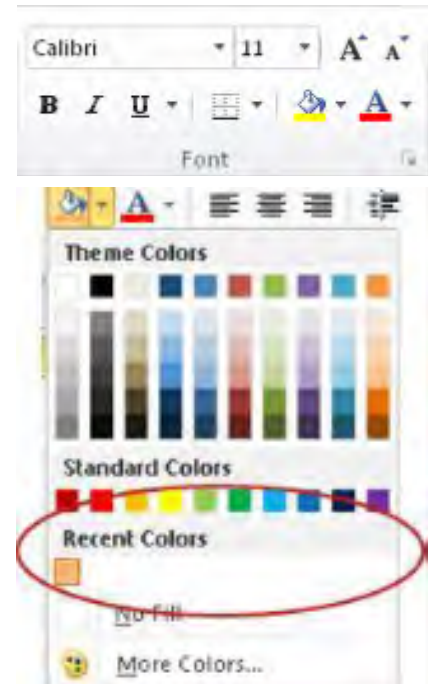 Calibri 11 A A
B I U A
Font
A
Theme Colors
Standard Colors
Recent Colors
No Fill
More Colors...